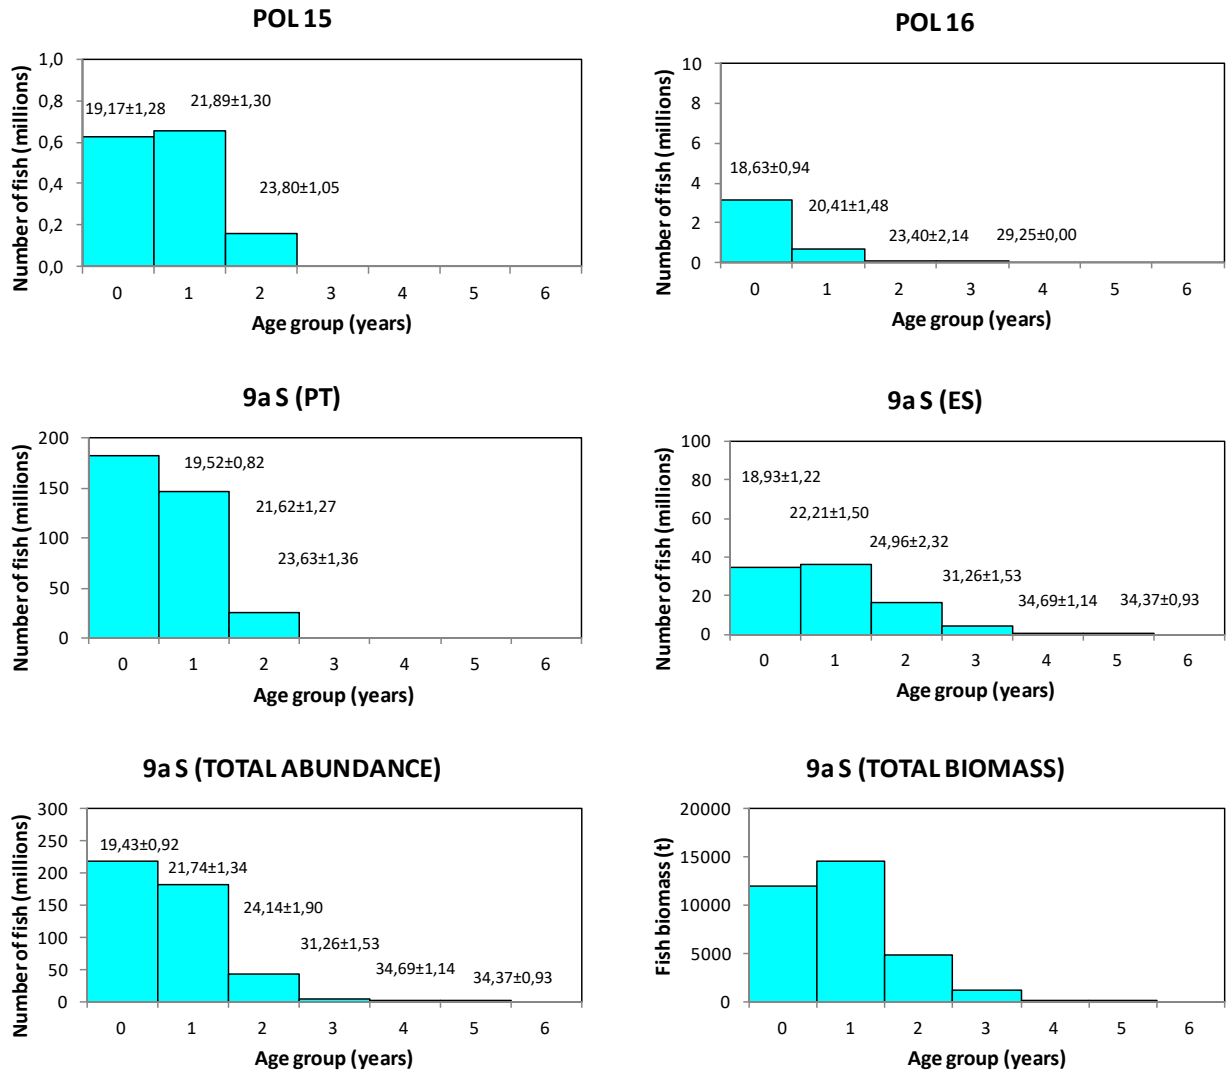 POL 15
Number of fish (millions)
1,0
0,8
0,6
0,4
0,2
0,0
19,17±1,28
21,89±1,30
23,80±1,05
0 1 2 3 4 5 6
Age group (years)
POL 16
Number of fish (millions)
10
8
6
4
2
0
18,63±0,94
20,41±1,48
23,40±2,14
29,25±0,00
0 1 2 3 4 5 6
Age group (years)
9a S (PT)
Number of fish (millions)
200
150
100
50
0
19,52±0,82
21,62±1,27
23,63±1,36
0 1 2 3 4 5 6
Age group (years)
9a S (ES)
Number of fish (millions)
100
80
60
40
20
0
18,93±1,22
22,21±1,50
24,96±2,32
31,26±1,53
34,69±1,14
34,37±0,93
0 1 2 3 4 5 6
Age group (years)
9a S (TOTAL ABUNDANCE)
Number of fish (millions)
300
250
200
150
100
50
0
19,43±0,92
21,74±1,34
24,14±1,90
31,26±1,53
34,69±1,14
34,37±0,93
0 1 2 3 4 5 6
Age group (years)
9a S (TOTAL BIOMASS)
Fish biomass (t)
20000
15000
10000
5000
0
0 1 2 3 4 5 6
Age group (years)